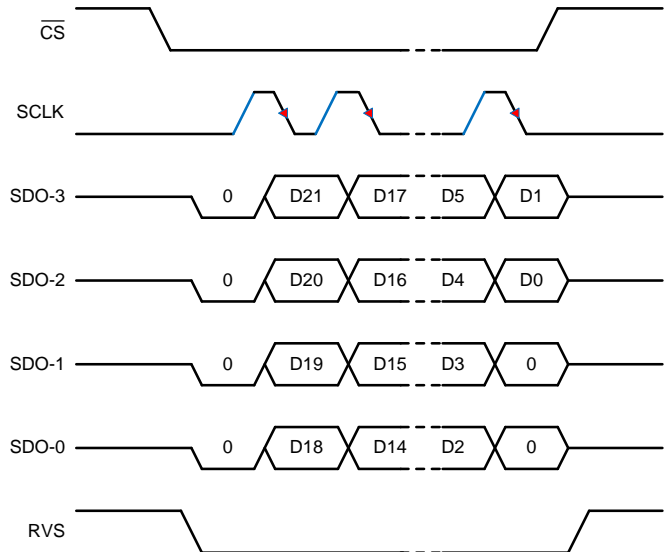 C̅S̅
SCLK
SDO-3 0 D21 D17 D5 D1
SDO-2 0 D20 D16 D4 D0
SDO-1 0 D19 D15 D3 0
SDO-0 0 D18 D14 D2 0
RVS